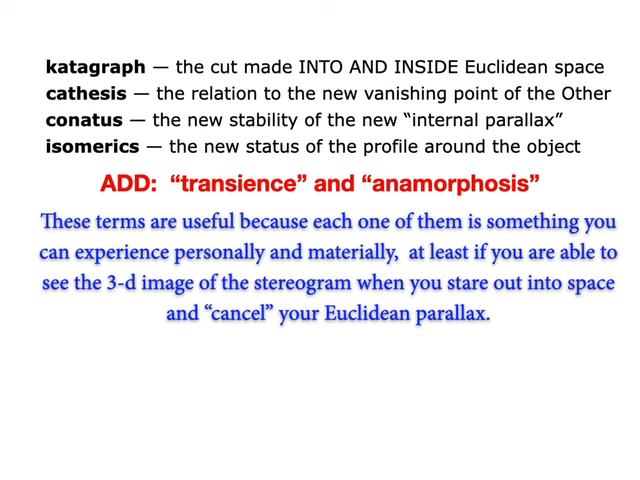 katagraph — the cut made INTO AND INSIDE Euclidean space
cathesis — the relation to the new vanishing point of the Other
conatus — the new stability of the new “internal parallax”
isomerics — the new status of the profile around the object
ADD: “transience” and “anamorphosis”
These terms are useful because each one of them is something you
can experience personally and materially, at least if you are able to
see the 3-d image of the stereogram when you stare out into space
and “cancel” your Euclidean parallax.